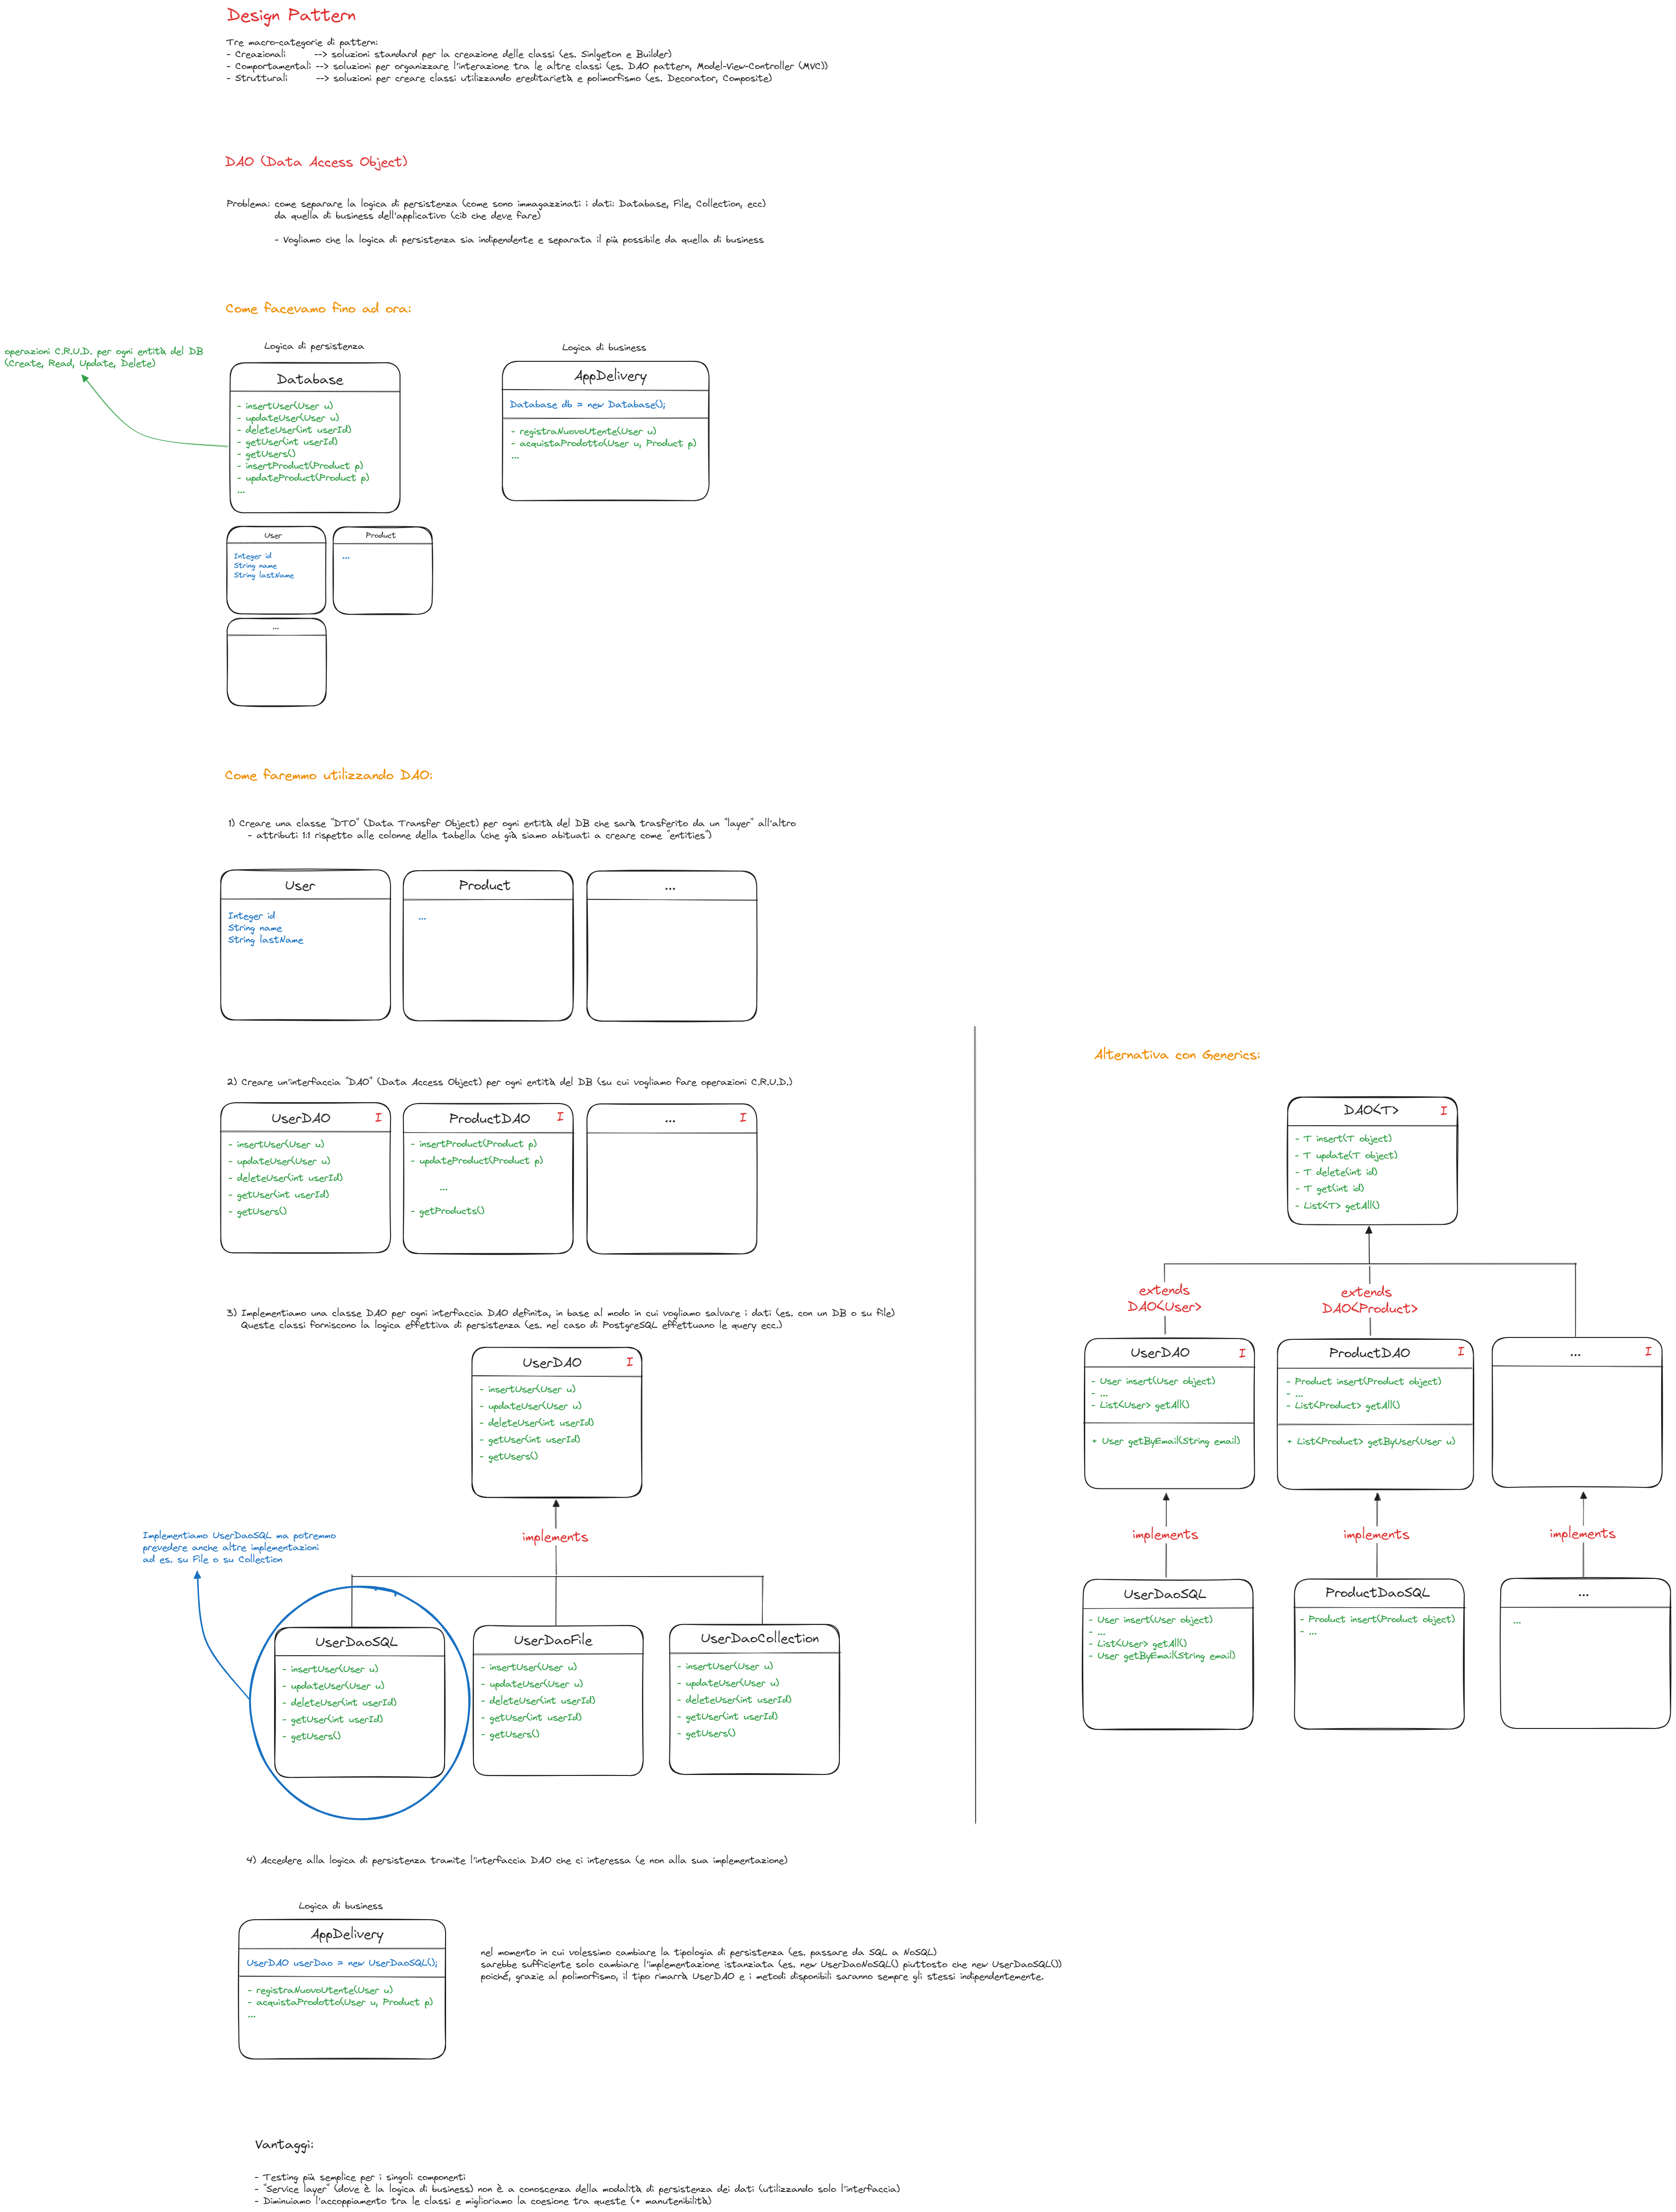 Design Pattern
Tre macro-categorie di pattern:
- Creazionali --> soluzioni standard per la creazione delle classi (es. Sinlgeton e Builder)
- Comportamentali --> soluzioni per organizzare l'interazione tra le altre classi (es. DAO pattern, Model-View-Controller (MVC))
- Strutturali --> soluzioni per creare classi utilizzando ereditarietà e polimorfismo (es. Decorator, Composite)
DAO (Data Access Object)
Problema: come separare la logica di persistenza (come sono immagazzinati i dati: Database, File, Collection, ecc)
da quella di business dell'applicativo (ciò che deve fare)
- Vogliamo che la logica di persistenza sia indipendente e separata il più possibile da quella di business
Come facevamo fino ad ora:
operazioni C.R.U.D. per ogni entità del DB
(Create, Read, Update, Delete)
Logica di persistenza
Database
- insertUser(User u)
- updateUser(User u)
- deleteUser(int userId)
- getUser(int userId)
- getUsers()
- insertProduct(Product p)
- updateProduct(Product p)
...
Logica di business
AppDelivery
Database db = new Database();
- registraNuovoUtente(User u)
- acquistaProdotto(User u, Product p)
...
User
Integer id
String name
String lastName
Product
...
...
Come faremmo utilizzando DAO:
1) Creare una classe "DTO" (Data Transfer Object) per ogni entità del DB che sarà trasferito da un "layer" all'altro
- attributi 1:1 rispetto alle colonne della tabella (che già siamo abituati a creare come "entities")
User
Integer id
String name
String lastName
Product
...
...
2) Creare un'interfaccia "DAO" (Data Access Object) per ogni entità del DB (su cui vogliamo fare operazioni C.R.U.D.)
UserDAO I
- insertUser(User u)
- updateUser(User u)
- deleteUser(int userId)
- getUser(int userId)
- getUsers()
ProductDAO I
- insertProduct(Product p)
- updateProduct(Product p)
...
- getProducts()
... I
3) Implementiamo una classe DAO per ogni interfaccia DAO definita, in base al modo in cui vogliamo salvare i dati (es. con un DB o su file)
Queste classi forniscono la logica effettiva di persistenza (es. nel caso di PostgreSQL effettuano le query ecc.)
UserDAO I
- insertUser(User u)
- updateUser(User u)
- deleteUser(int userId)
- getUser(int userId)
- getUsers()
implements
Implementiamo UserDaoSQL ma potremmo
prevedere anche altre implementazioni
ad es. su File o su Collection
UserDaoSQL
- insertUser(User u)
- updateUser(User u)
- deleteUser(int userId)
- getUser(int userId)
- getUsers()
UserDaoFile
- insertUser(User u)
- updateUser(User u)
- deleteUser(int userId)
- getUser(int userId)
- getUsers()
UserDaoCollection
- insertUser(User u)
- updateUser(User u)
- deleteUser(int userId)
- getUser(int userId)
- getUsers()
Alternativa con Generics:
DAO<T> I
- T insert(T object)
- T update(T object)
- T delete(int id)
- T get(int id)
- List<T> getAll()
extends
DAO<User>
extends
DAO<Product>
UserDAO I
- User insert(User object)
- ...
- List<User> getAll()
+ User getByEmail(String email)
ProductDAO I
- Product insert(Product object)
- ...
- List<Product> getAll()
+ List<Product> getByUser(User u)
... I
implements
implements
implements
UserDaoSQL
- User insert(User object)
- ...
- List<User> getAll()
- User getByEmail(String email)
ProductDaoSQL
- Product insert(Product object)
- ...
...
...
4) Accedere alla logica di persistenza tramite l'interfaccia DAO che ci interessa (e non alla sua implementazione)
Logica di business
AppDelivery
UserDAO userDao = new UserDaoSQL();
- registraNuovoUtente(User u)
- acquistaProdotto(User u, Product p)
...
nel momento in cui volessimo cambiare la tipologia di persistenza (es. passare da SQL a NoSQL)
sarebbe sufficiente solo cambiare l'implementazione istanziata (es. new UserDaoNoSQL() piuttosto che new UserDaoSQL())
poiché, grazie al polimorfismo, il tipo rimarrà UserDAO e i metodi disponibili saranno sempre gli stessi indipendentemente.
Vantaggi:
- Testing più semplice per i singoli componenti
- "Service layer" (dove è la logica di business) non è a conoscenza della modalità di persistenza dei dati (utilizzando solo l'interfaccia)
- Diminuiamo l'accoppiamento tra le classi e miglioriamo la coesione tra queste (+ manutenibilità)